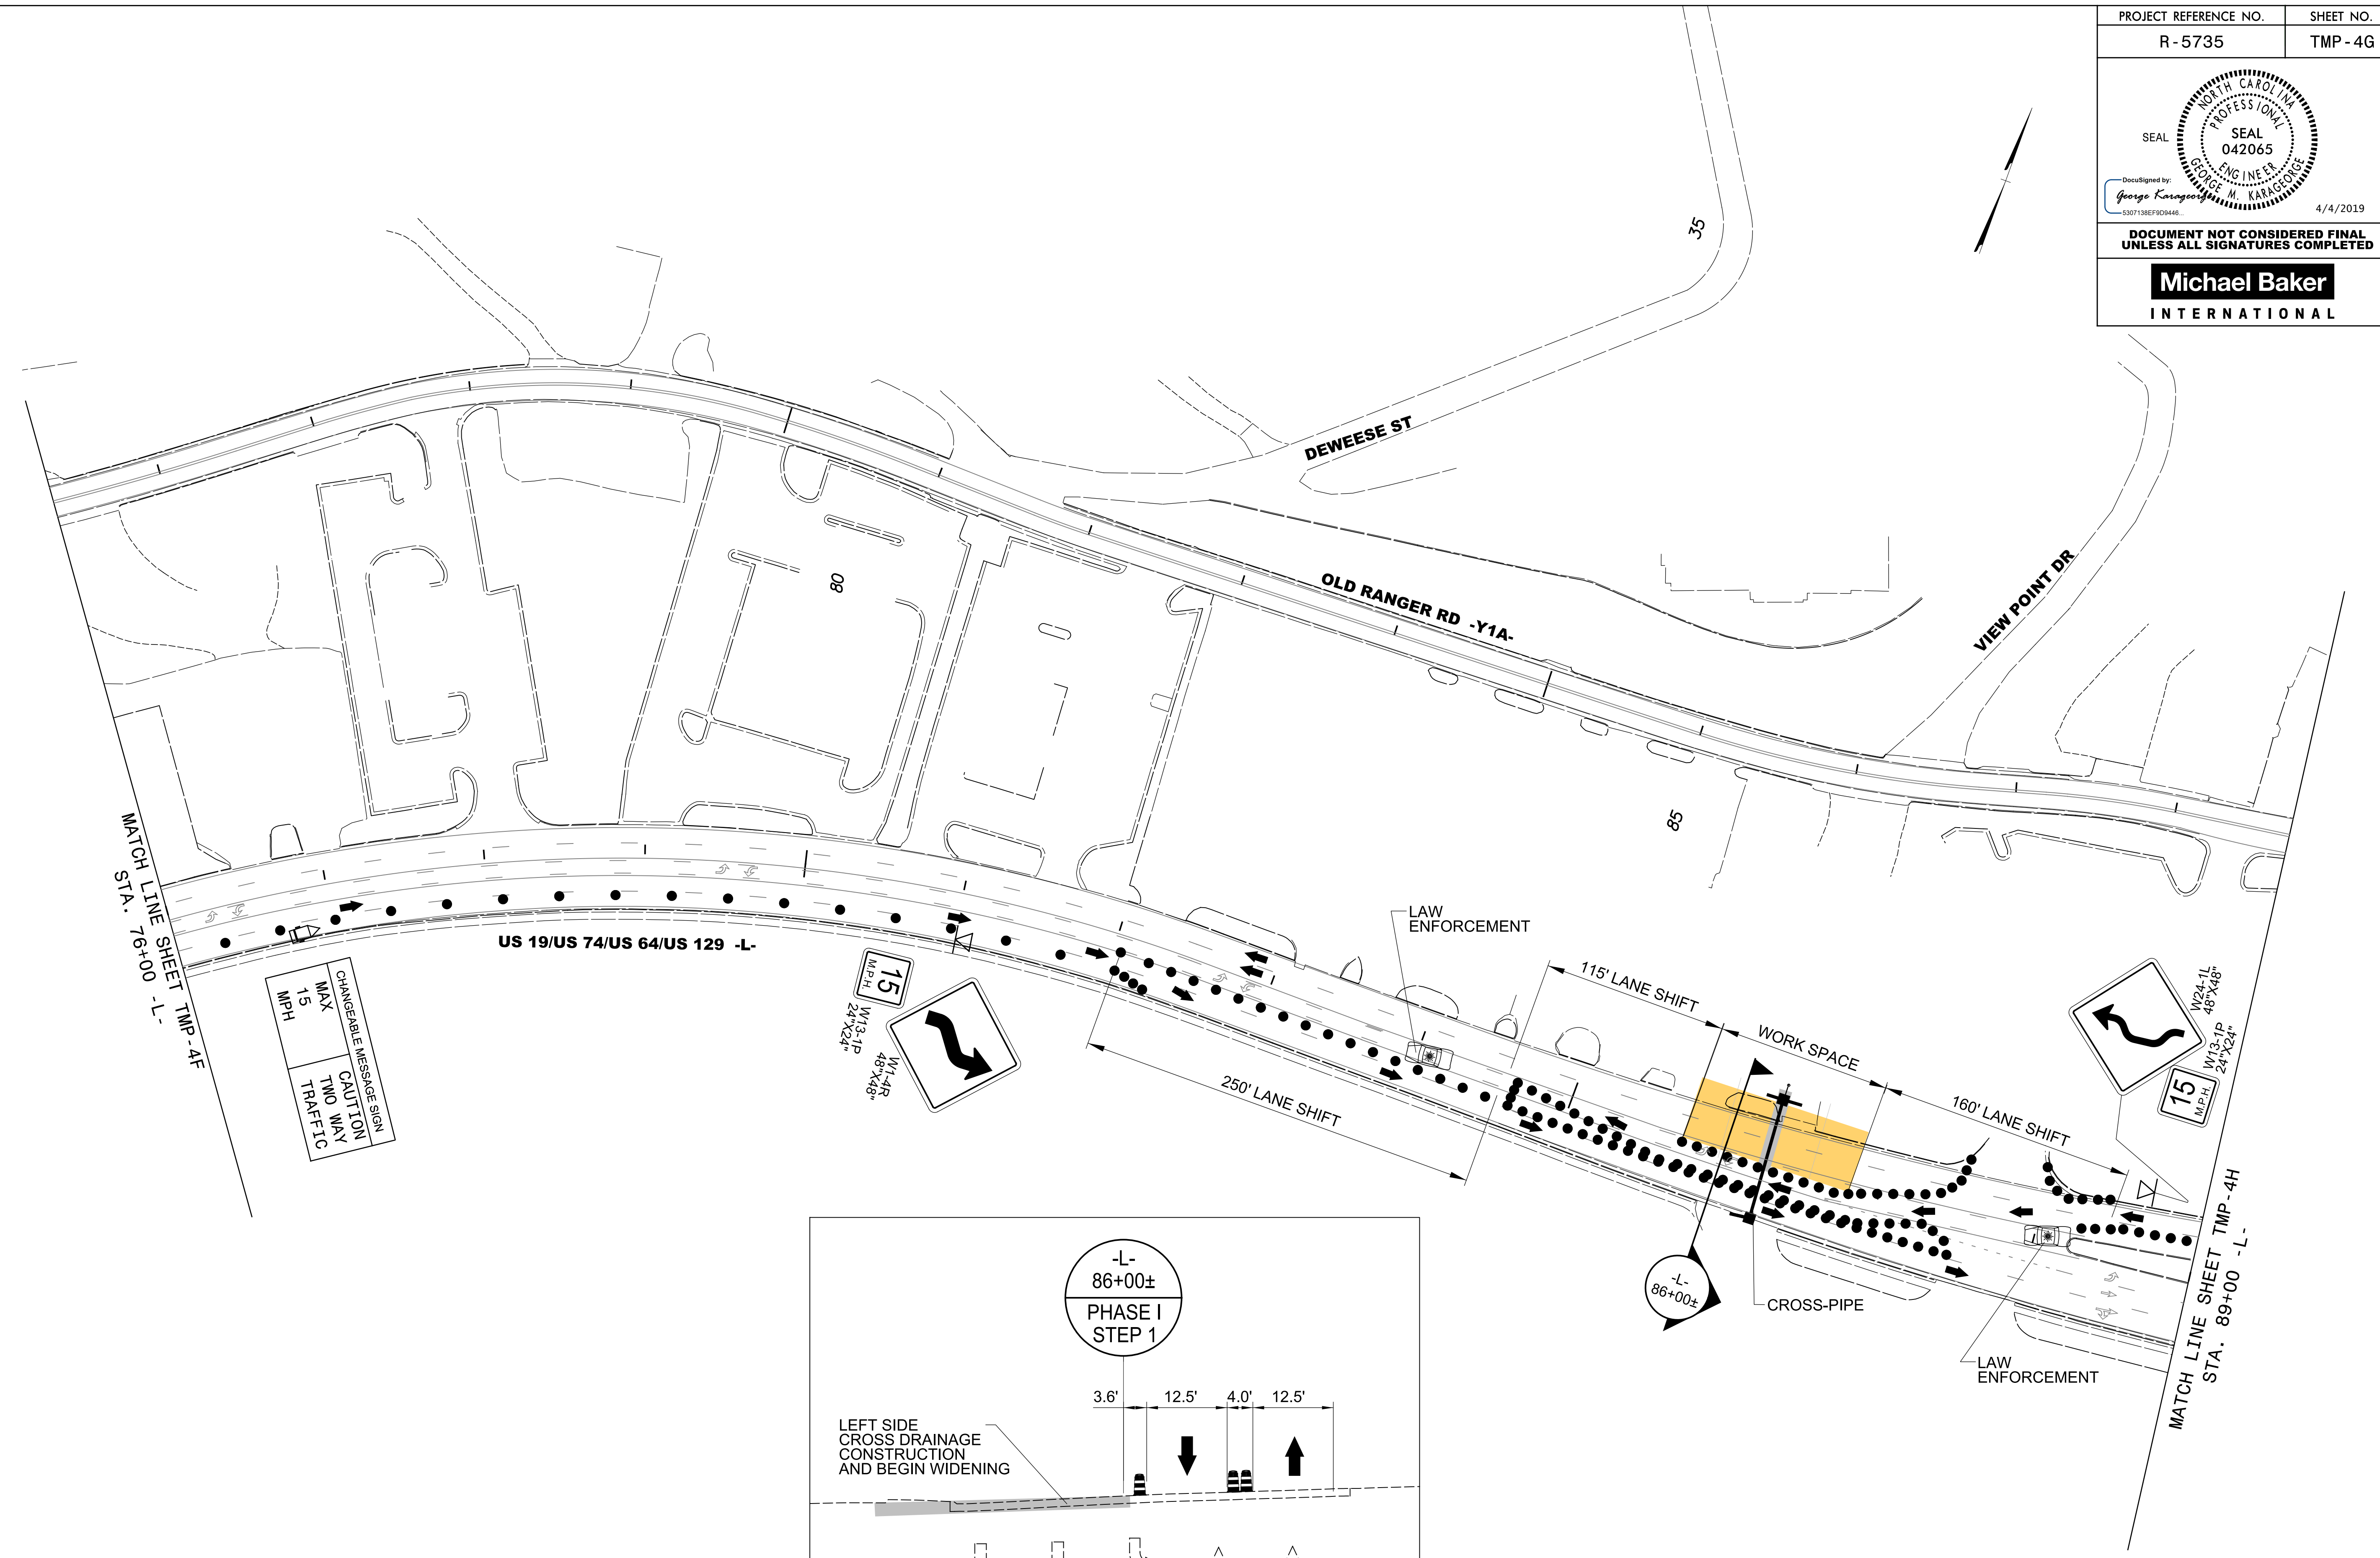 PROJECT REFERENCE NO.
SHEET NO.
R-5735
TMP-4G
SEAL
NORTH CAROLINA
PROFESSIONAL
SEAL
042065
ENGINEER
GEORGE M. KARAGEORGE
DocuSigned by:
George Karageorge
5307138EF9D9446...
4/4/2019
DOCUMENT NOT CONSIDERED FINAL
UNLESS ALL SIGNATURES COMPLETED
Michael Baker
INTERNATIONAL
35
DEWEESE ST
80
OLD RANGER RD -Y1A-
VIEW POINT DR
85
MATCH LINE SHEET TMP-4F
STA. 76+00 -L-
US 19/US 74/US 64/US 129 -L-
CHANGEABLE MESSAGE SIGN
MAX
15
MPH
CAUTION
TWO WAY
TRAFFIC
15
M.P.H.
W13-1P
24"X24"
W1-4R
48"X48"
LAW
ENFORCEMENT
250' LANE SHIFT
115' LANE SHIFT
WORK SPACE
160' LANE SHIFT
W24-1L
48"X48"
W13-1P
24"X24"
15
M.P.H.
-L-
86+00±
CROSS-PIPE
LAW
ENFORCEMENT
MATCH LINE SHEET TMP-4H
STA. 89+00 -L-
-L-
86+00±
PHASE I
STEP 1
3.6'
12.5'
4.0'
12.5'
LEFT SIDE
CROSS DRAINAGE
CONSTRUCTION
AND BEGIN WIDENING